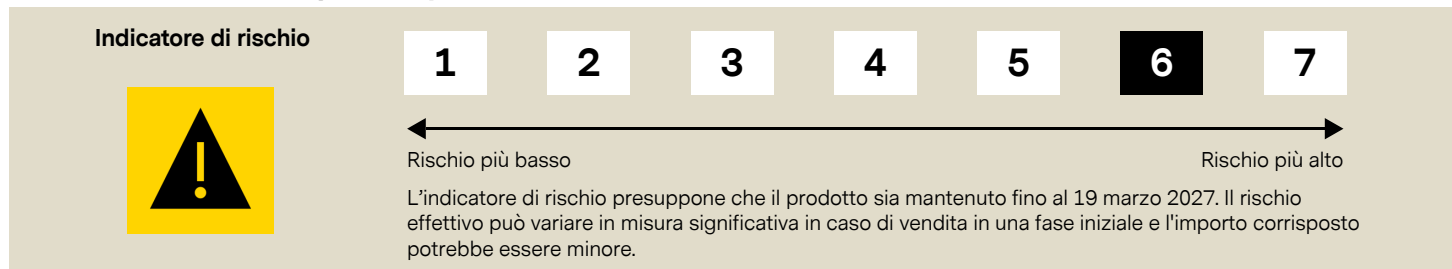 Indicatore di rischio
1 2 3 4 5 6 7
Rischio più basso
Rischio più alto
L'indicatore di rischio presuppone che il prodotto sia mantenuto fino al 19 marzo 2027. Il rischio
effettivo può variare in misura significativa in caso di vendita in una fase iniziale e l'importo corrisposto
potrebbe essere minore.